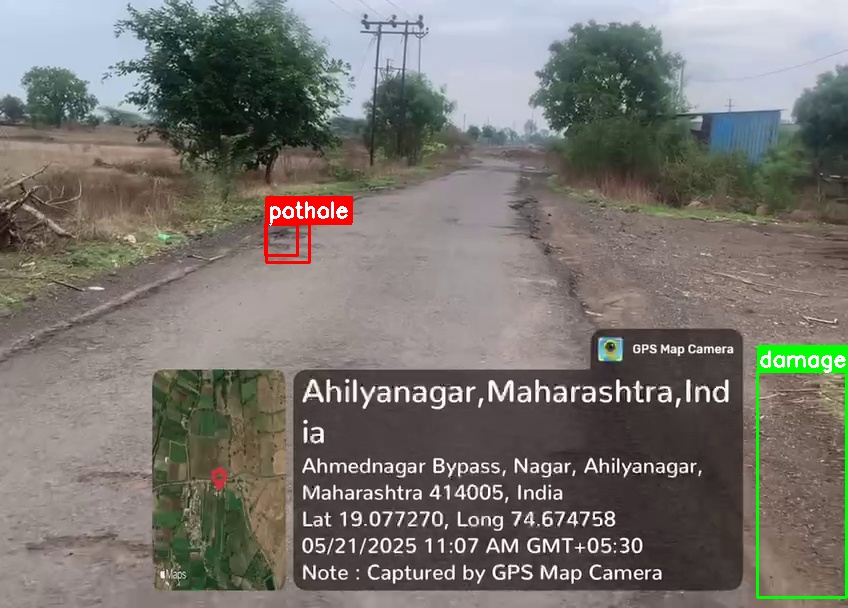 pothole
GPS Map Camera
damage
Ahilyanagar,Maharashtra,Ind
ia
Ahmednagar Bypass, Nagar, Ahilyanagar,
Maharashtra 414005, India
Lat 19.077270, Long 74.674758
05/21/2025 11:07 AM GMT+05:30
Note : Captured by GPS Map Camera
Maps